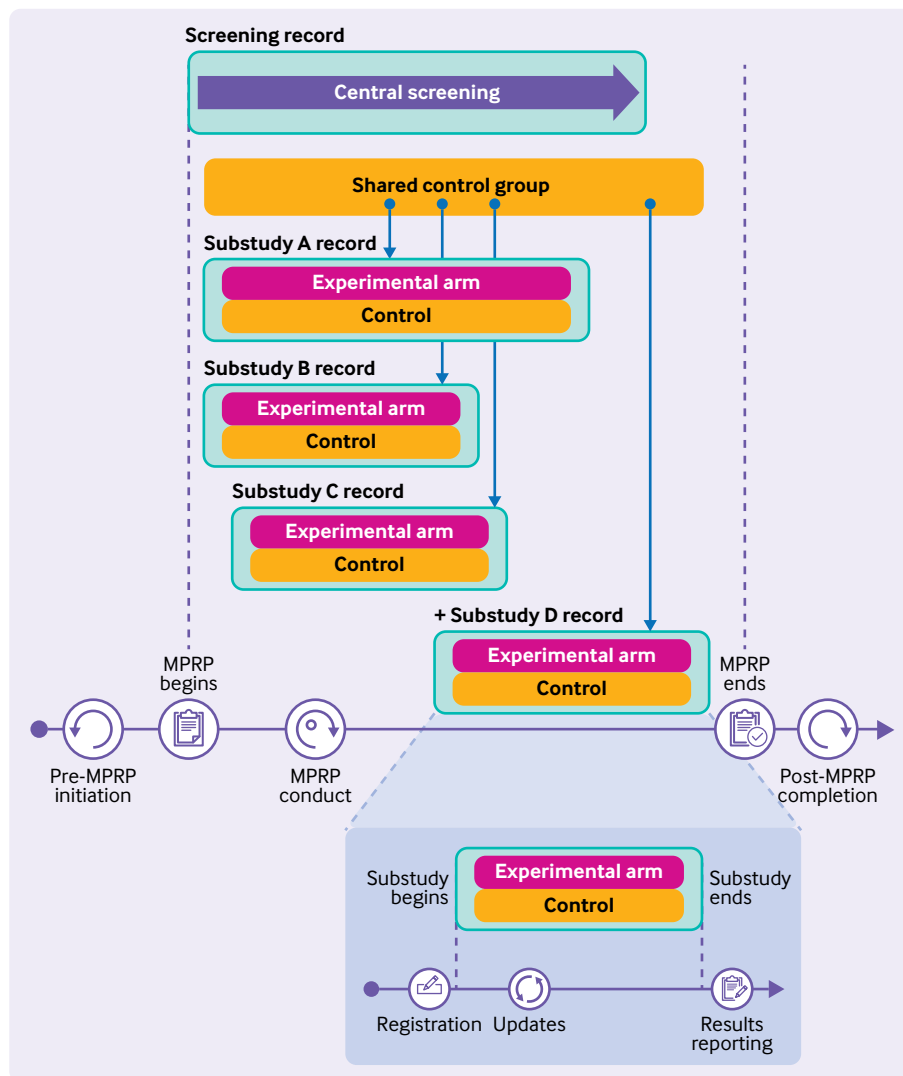 Screening record
Central screening
Shared control group
Substudy A record
Experimental arm
Control
Substudy B record
Experimental arm
Control
Substudy C record
Experimental arm
Control
+ Substudy D record
Experimental arm
Control
MPRP
begins
MPRP
ends
Pre-MPRP
initiation
MPRP
conduct
Post-MPRP
completion
Substudy
begins
Experimental arm
Control
Substudy
ends
Registration
Updates
Results
reporting